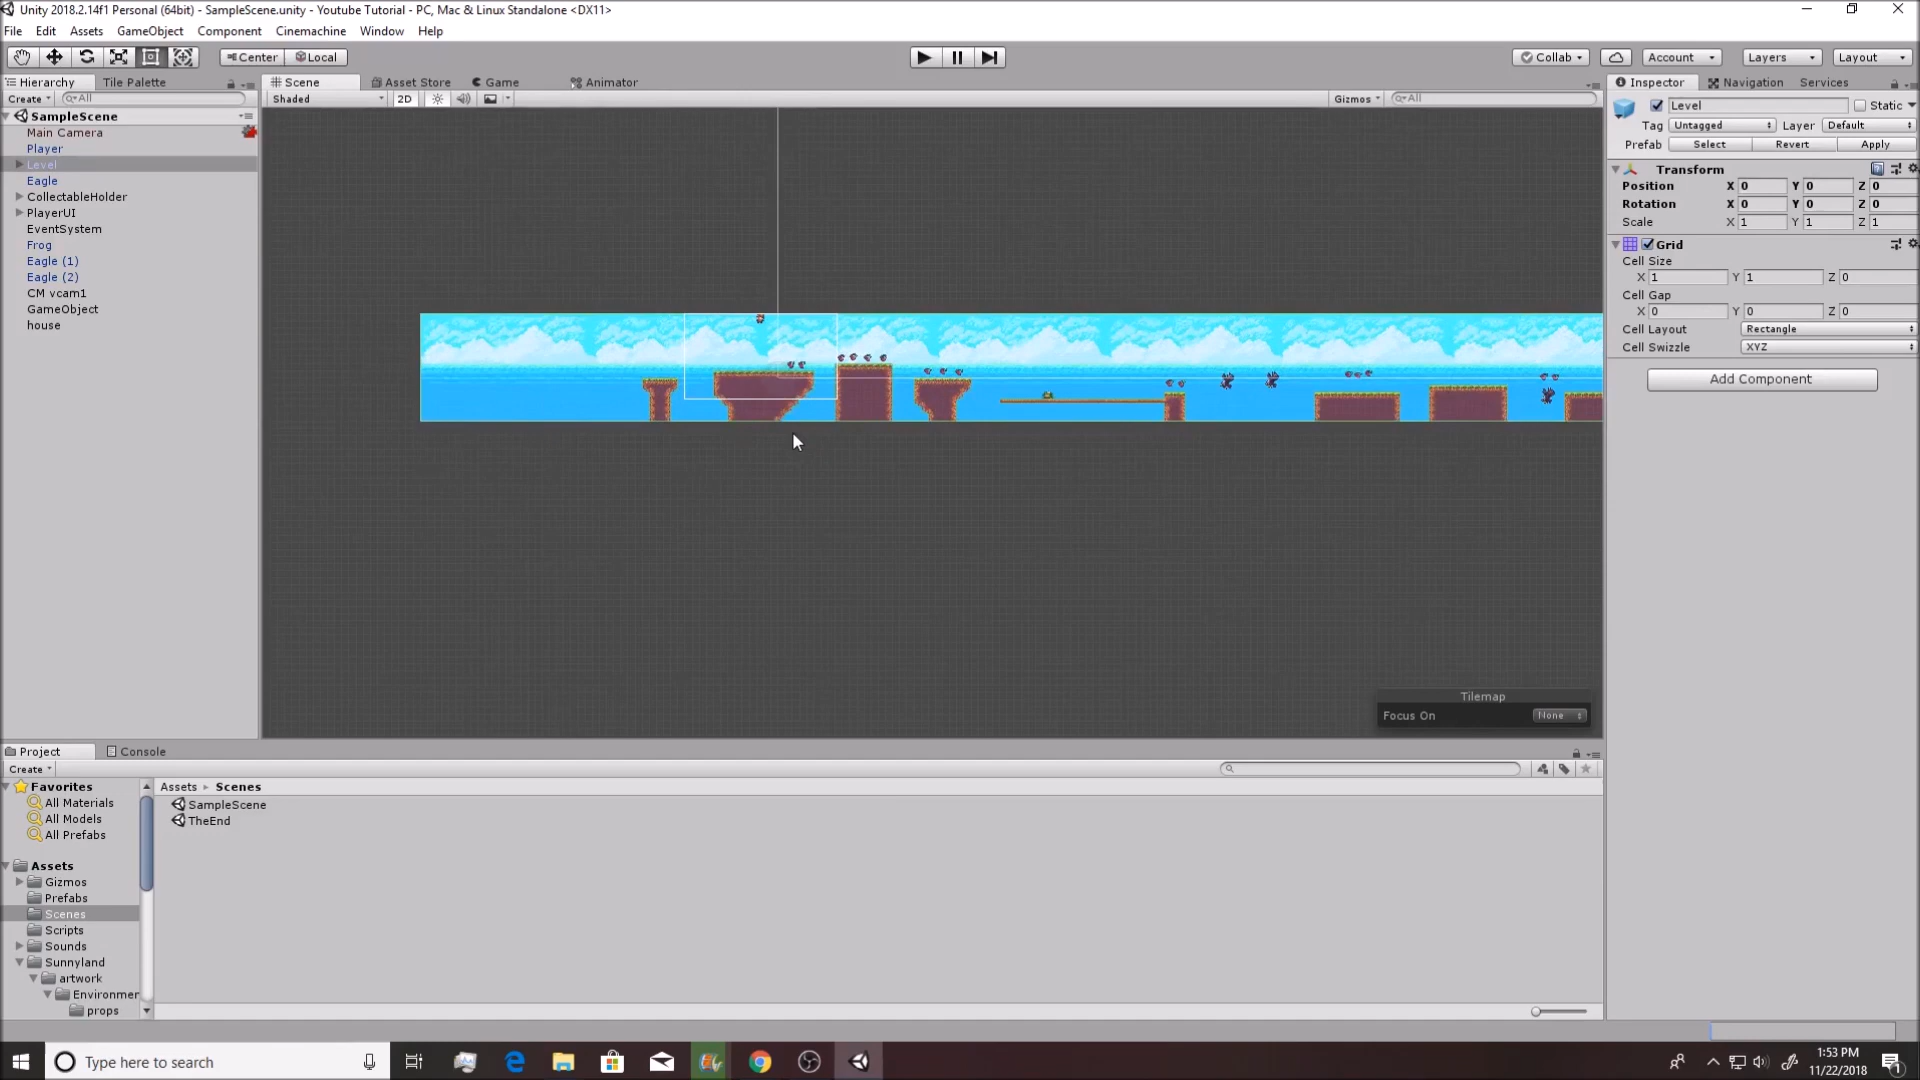 Unity 2018.2.14f1 Personal (64bit) - SampleScene.unity - Youtube Tutorial - PC, Mac & Linux Standalone <DX11>
File Edit Assets GameObject Component Cinemachine Window Help
Center Local Collab Account Layers Layout
Hierarchy Tile Palette
Create All
SampleScene
Main Camera
Player
Level
Eagle
CollectableHolder
PlayerUI
EventSystem
Frog
Eagle (1)
Eagle (2)
CM vcam1
GameObject
house
Scene Asset Store Game Animator
Shaded 2D Gizmos All
Tilemap
Focus On None
Inspector Navigation Services
Level Static
Tag Untagged Layer Default
Prefab Select Revert Apply
Transform
Position X 0 Y 0 Z 0
Rotation X 0 Y 0 Z 0
Scale X 1 Y 1 Z 1
Grid
Cell Size
X 1 Y 1 Z 0
Cell Gap
X 0 Y 0 Z 0
Cell Layout Rectangle
Cell Swizzle XYZ
Add Component
Project Console
Create
Favorites
All Materials
All Models
All Prefabs
Assets
Gizmos
Prefabs
Scenes
Scripts
Sounds
Sunnyland
artwork
Environmer
props
Assets Scenes
SampleScene
TheEnd
Type here to search
1:53 PM
11/22/2018
1